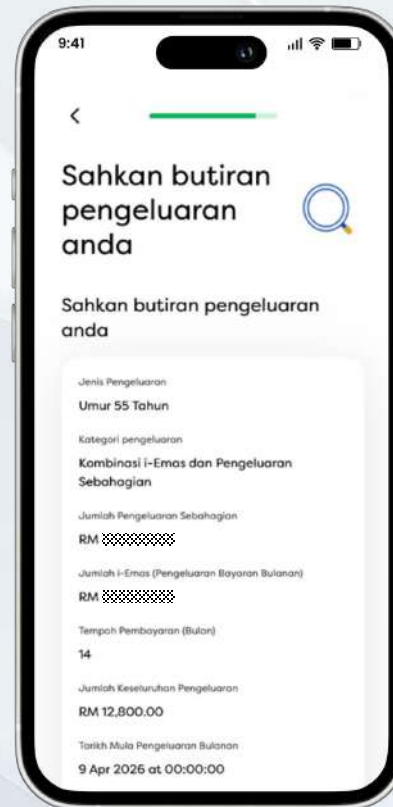 9:41
Sahkan butiran
pengeluaran
anda
Sahkan butiran pengeluaran
anda
Jenis Pengeluaran
Umur 55 Tahun
Kategori pengeluaran
Kombinasi i-Emas dan Pengeluaran
Sebahagian
Jumlah Pengeluaran Sebahagian
RM
Jumlah i-Emas (Pengeluaran Bayaran Bulanan)
RM
Tempoh Pembayaran (Bulan)
14
Jumlah Keseluruhan Pengeluaran
RM 12,800.00
Tarikh Mula Pengeluaran Bulanan
9 Apr 2026 at 00:00:00